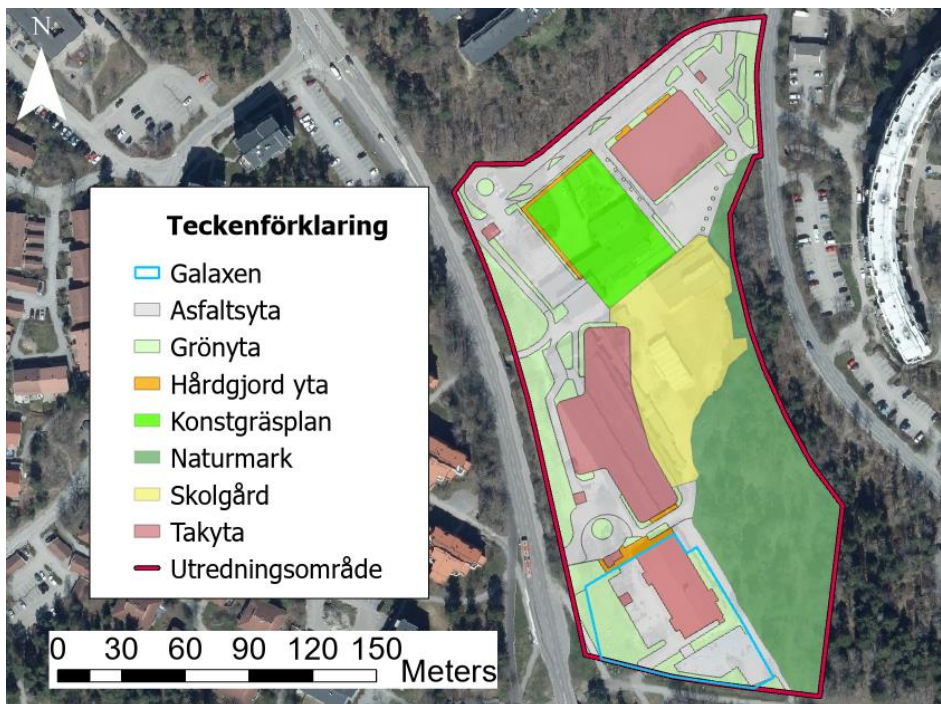 N
Teckenförklaring
Galaxen
Asfaltsyta
Grönyta
Hårdgjord yta
Konstgräsplan
Naturmark
Skolgård
Takyta
Utredningsområde
0 30 60 90 120 150
Meters